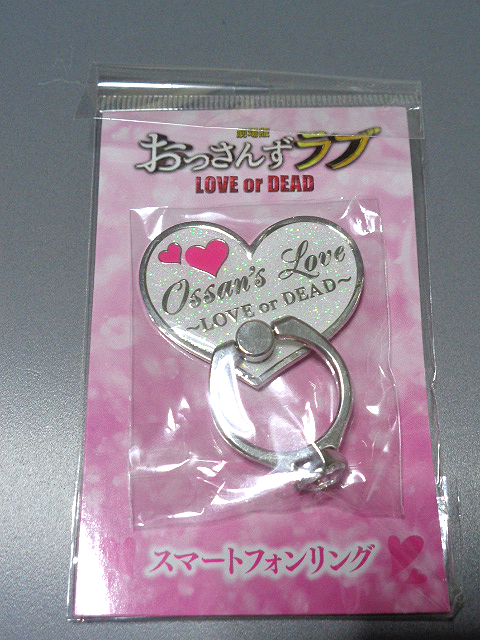 劇場版
おっさんずラブ
LOVE or DEAD
Ossan's Love
～LOVE or DEAD～
スマートフォンリング